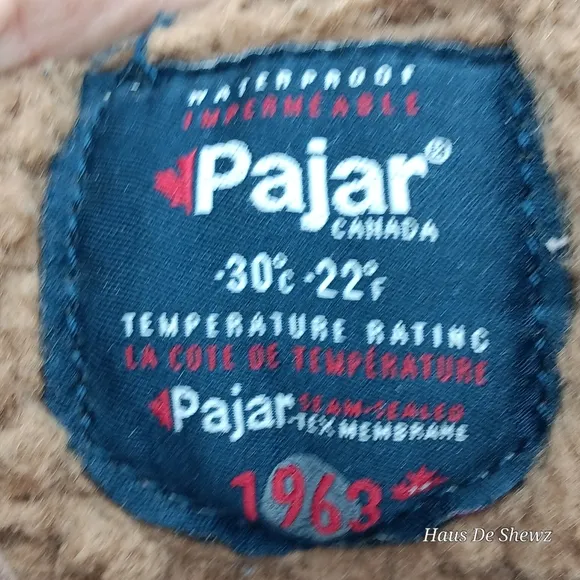 WATERPROOF
IMPERMÉABLE
Pajar®
CANADA
-30°C -22°F
TEMPERATURE RATING
LA COTE DE TEMPÉRATURE
Pajar SEAM-SEALED
-TEX MEMBRANE
1963
Haus De Shewz